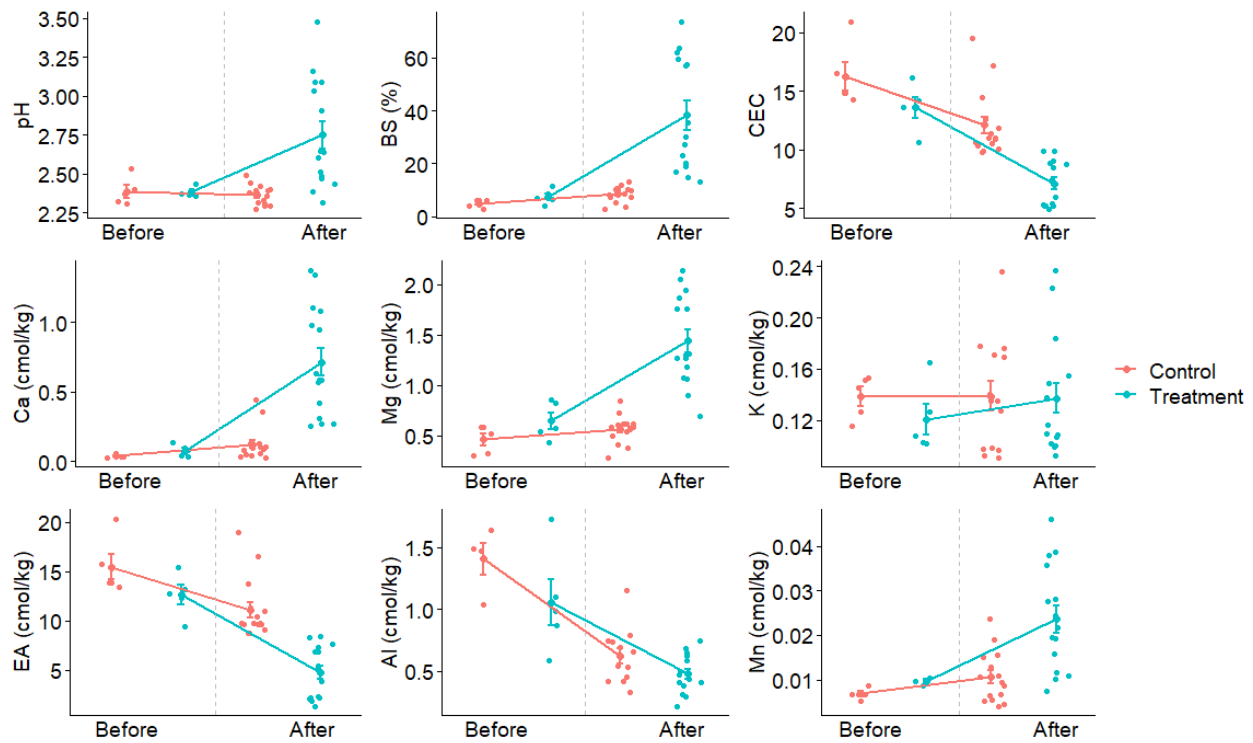 pH
3.50
3.25
3.00
2.75
2.50
2.25
Before After
BS (%)
60
40
20
0
Before After
CEC
20
15
10
5
Before After
Ca (cmol/kg)
1.0
0.5
0.0
Before After
Mg (cmol/kg)
2.0
1.5
1.0
0.5
Before After
K (cmol/kg)
0.24
0.20
0.16
0.12
Before After
Control
Treatment
EA (cmol/kg)
20
15
10
5
Before After
Al (cmol/kg)
1.5
1.0
0.5
Before After
Mn (cmol/kg)
0.04
0.03
0.02
0.01
Before After